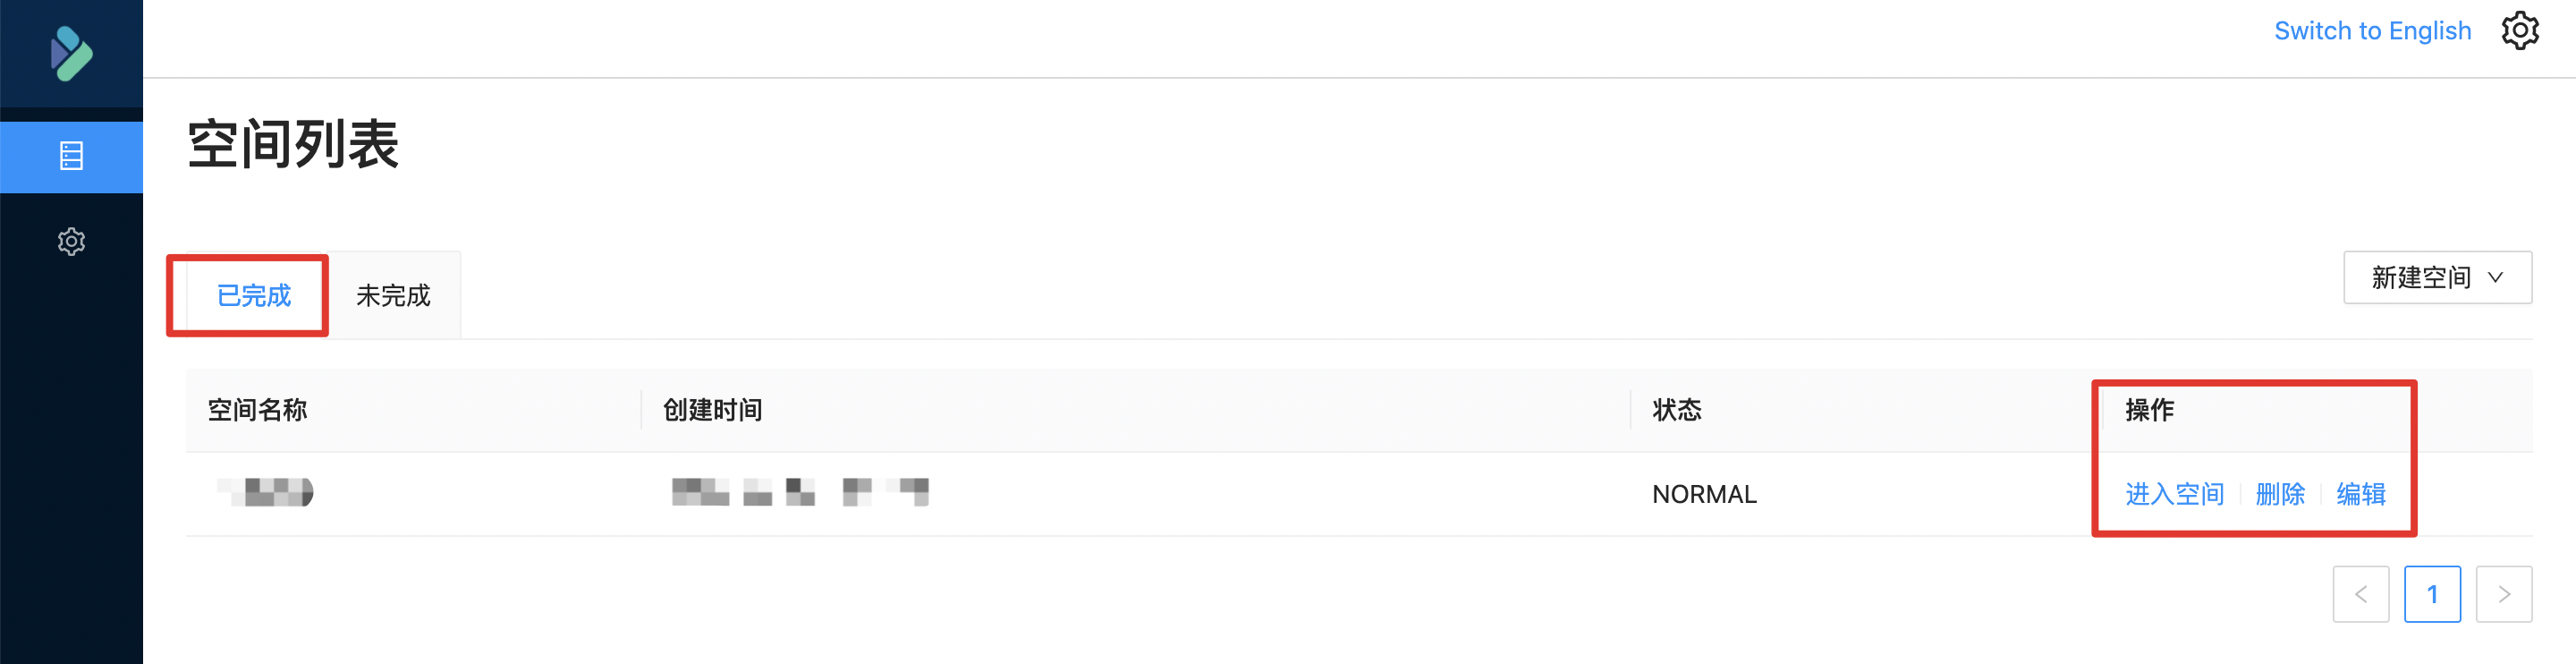 Switch to English
空间列表
已完成 未完成 新建空间
空间名称 创建时间 状态 操作
NORMAL 进入空间 删除 编辑
1